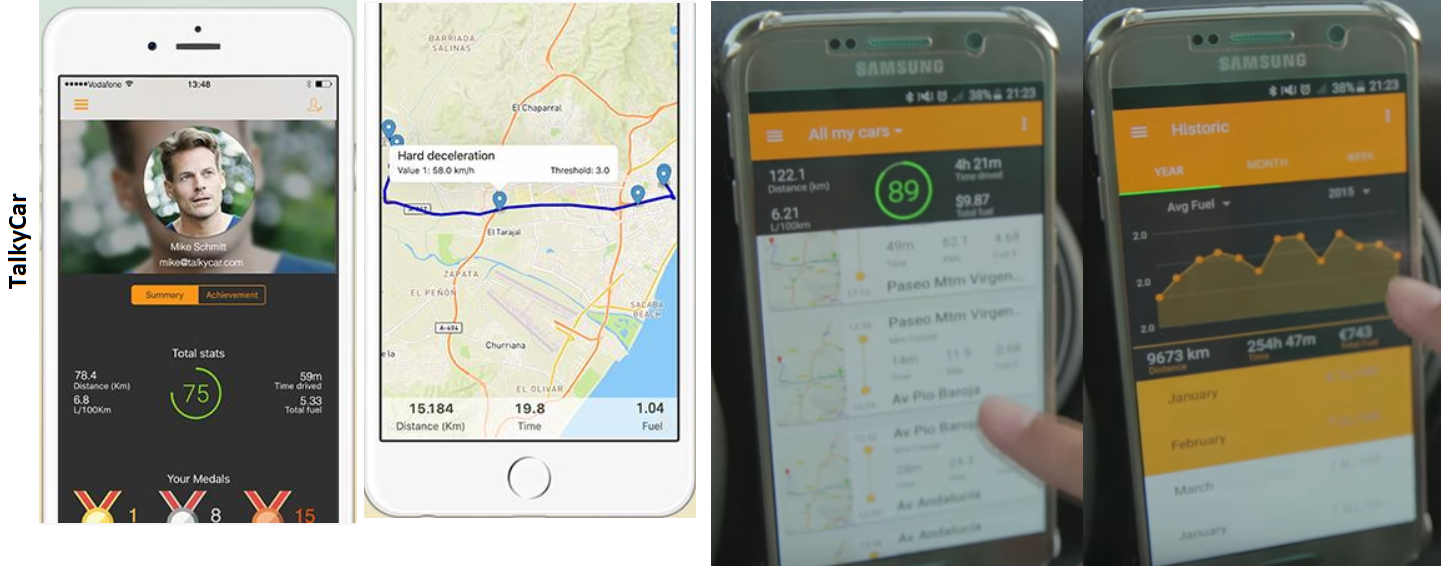 TalkyCar
Vodafone 13:48
Mike Schmitt
mike@talkycar.com
Summary Achievement
Total stats
78.4
Distance (Km)
6.8
L/100Km
75
59m
Time drived
5.33
Total fuel
Your Medals
1 8 15
BARRIADA
SALINAS
El Chaparral
Hard deceleration
Value 1: 58.0 km/h Threshold: 3.0
El Tarajal
ZAPATA
EL PEÑÓN
SACABA
BEACH
A-404
Churriana
EL OLIVAR
15.184 19.8 1.04
Distance (Km) Time Fuel
SAMSUNG
38% 21:23
All my cars
122.1
Distance (km)
6.21
L/100km
89
4h 21m
Time drived
$9.87
Total fuel
49m 62.1 4.68
Time
Paseo Mtm Virgen...
Paseo Mtm Virgen...
14m 11.5 0.68
Av Pio Baroja
Av Pio Baroja
Av Andalucia
Av Andalucia
SAMSUNG
38% 21:23
Historic
YEAR MONTH WEEK
Avg Fuel 2015
2.0
2.0
2.0
9673 km
Distance
254h 47m
Time
€743
Total Fuel
January
February
March
January